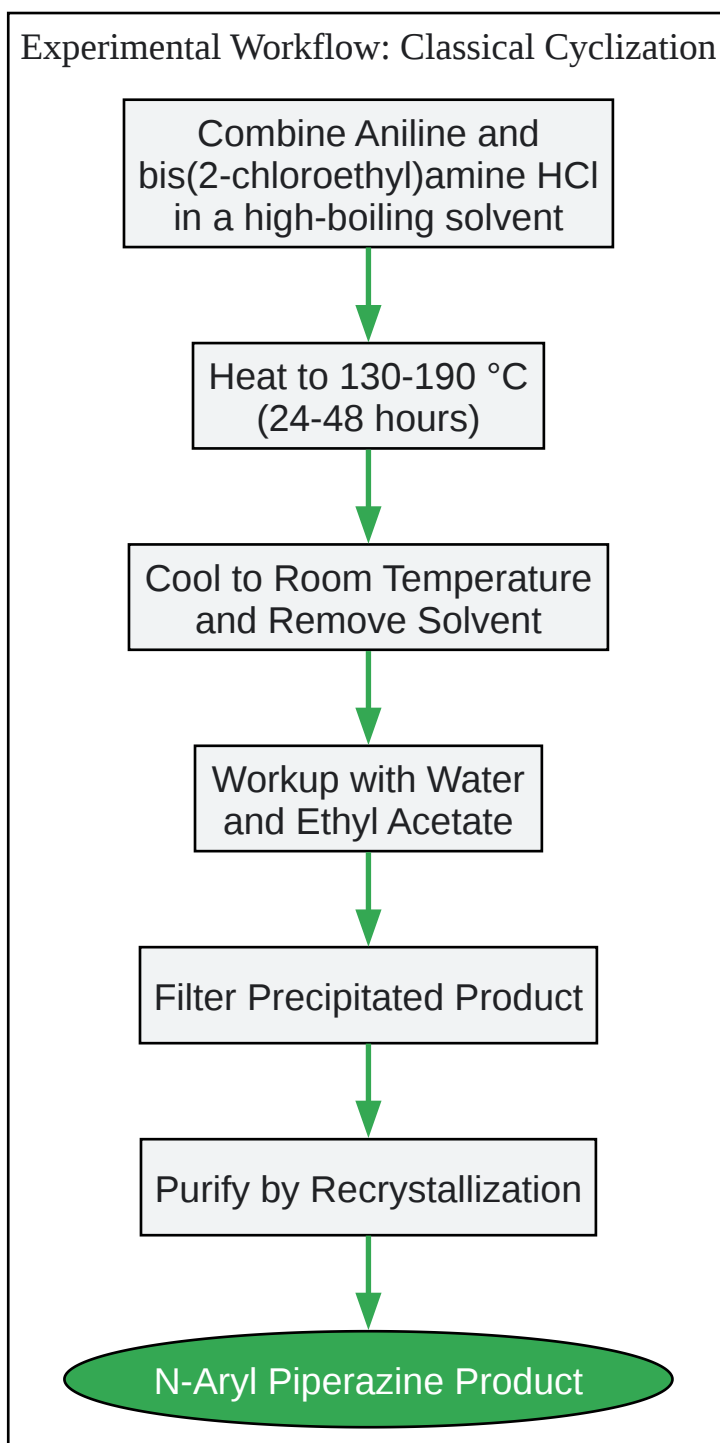 Experimental Workflow: Classical Cyclization
Combine Aniline and
bis(2-chloroethyl)amine HCl
in a high-boiling solvent
Heat to 130-190 °C
(24-48 hours)
Cool to Room Temperature
and Remove Solvent
Workup with Water
and Ethyl Acetate
Filter Precipitated Product
Purify by Recrystallization
N-Aryl Piperazine Product